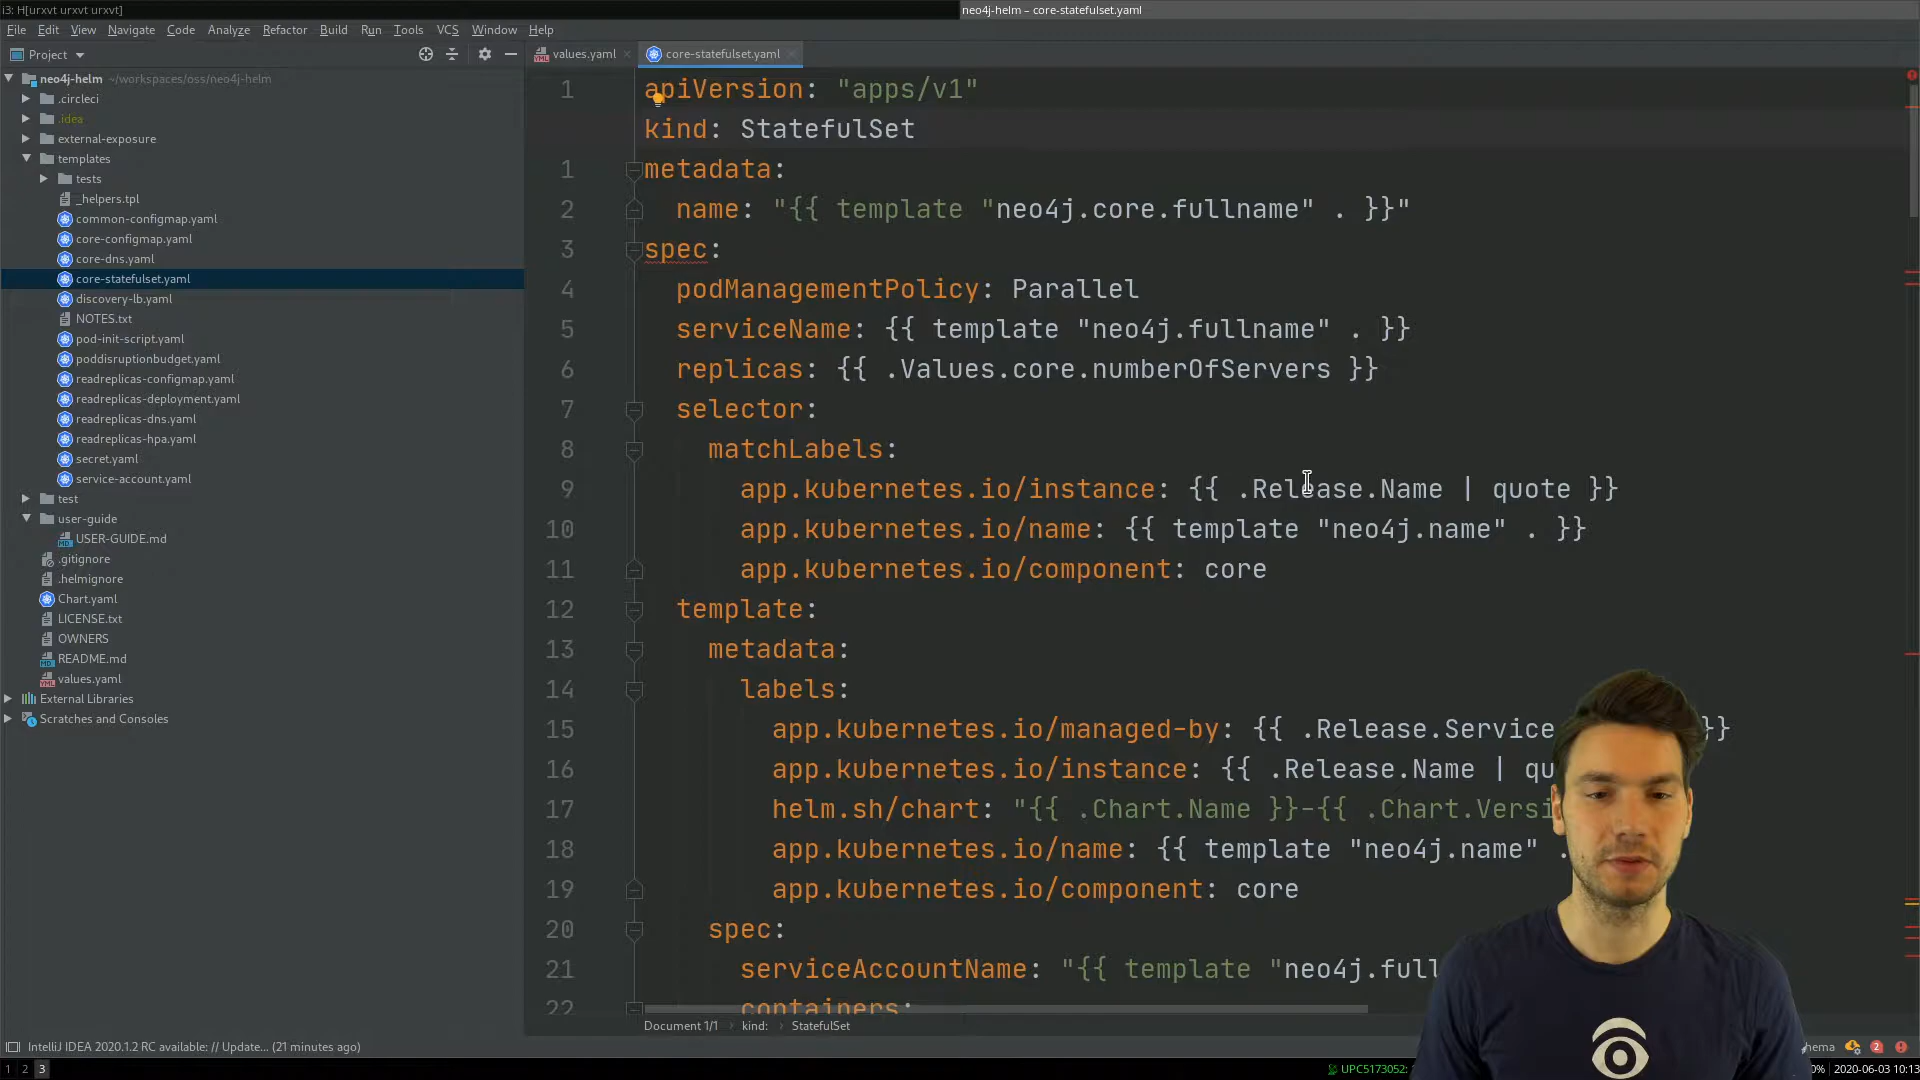 i3: H[urxvt urxvt urxvt]
neo4j-helm – core-statefulset.yaml
File Edit View Navigate Code Analyze Refactor Build Run Tools VCS Window Help
Project
values.yaml
core-statefulset.yaml
neo4j-helm ~/workspaces/oss/neo4j-helm
.circleci
.idea
external-exposure
templates
tests
_helpers.tpl
common-configmap.yaml
core-configmap.yaml
core-dns.yaml
core-statefulset.yaml
discovery-lb.yaml
NOTES.txt
pod-init-script.yaml
poddisruptionbudget.yaml
readreplicas-configmap.yaml
readreplicas-deployment.yaml
readreplicas-dns.yaml
readreplicas-hpa.yaml
secret.yaml
service-account.yaml
test
user-guide
USER-GUIDE.md
.gitignore
.helmignore
Chart.yaml
LICENSE.txt
OWNERS
README.md
values.yaml
External Libraries
Scratches and Consoles
1 apiVersion: "apps/v1"
kind: StatefulSet
1 metadata:
2 name: "{{ template "neo4j.core.fullname" . }}"
3 spec:
4 podManagementPolicy: Parallel
5 serviceName: {{ template "neo4j.fullname" . }}
6 replicas: {{ .Values.core.numberOfServers }}
7 selector:
8 matchLabels:
9 app.kubernetes.io/instance: {{ .Release.Name | quote }}
10 app.kubernetes.io/name: {{ template "neo4j.name" . }}
11 app.kubernetes.io/component: core
12 template:
13 metadata:
14 labels:
15 app.kubernetes.io/managed-by: {{ .Release.Service }}
16 app.kubernetes.io/instance: {{ .Release.Name | qu
17 helm.sh/chart: "{{ .Chart.Name }}-{{ .Chart.Versi
18 app.kubernetes.io/name: {{ template "neo4j.name" .
19 app.kubernetes.io/component: core
20 spec:
21 serviceAccountName: "{{ template "neo4j.full
22 containers:
Document 1/1 › kind: › StatefulSet
IntelliJ IDEA 2020.1.2 RC available: // Update... (21 minutes ago)
hema 2
1 2 3
UPC5173052: 0% 2020-06-03 10:13